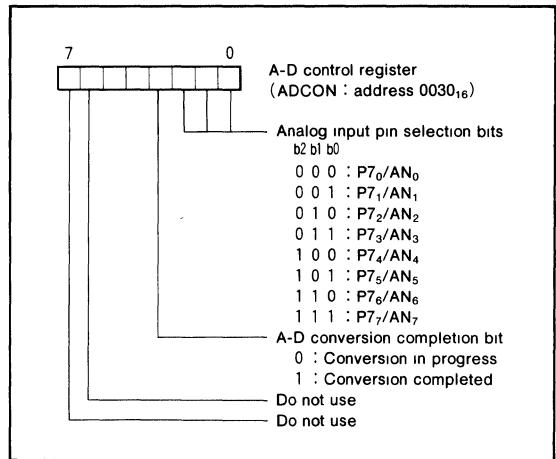 7 0
A-D control register
(ADCON : address 0030₁₆)
Analog input pin selection bits
b2 b1 b0
0 0 0 : P7₀/AN₀
0 0 1 : P7₁/AN₁
0 1 0 : P7₂/AN₂
0 1 1 : P7₃/AN₃
1 0 0 : P7₄/AN₄
1 0 1 : P7₅/AN₅
1 1 0 : P7₆/AN₆
1 1 1 : P7₇/AN₇
A-D conversion completion bit
0 : Conversion in progress
1 : Conversion completed
Do not use
Do not use